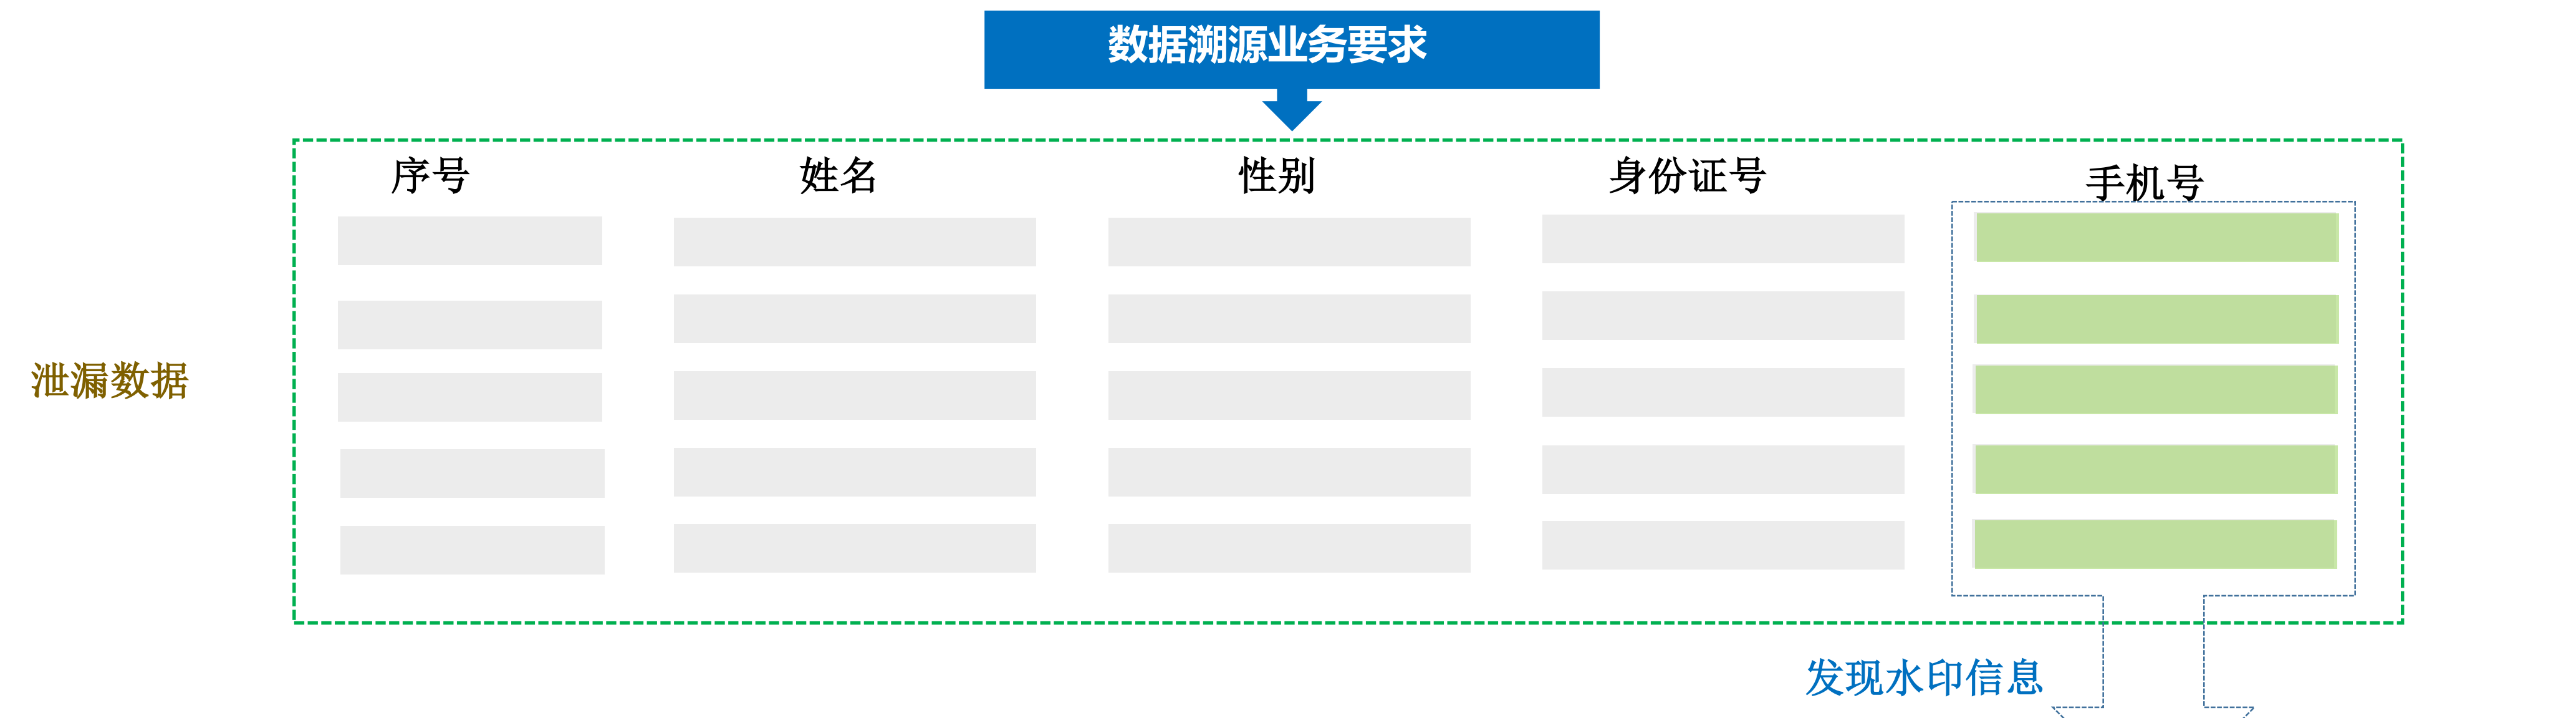 数据溯源业务要求
序号 姓名 性别 身份证号 手机号
泄漏数据
发现水印信息